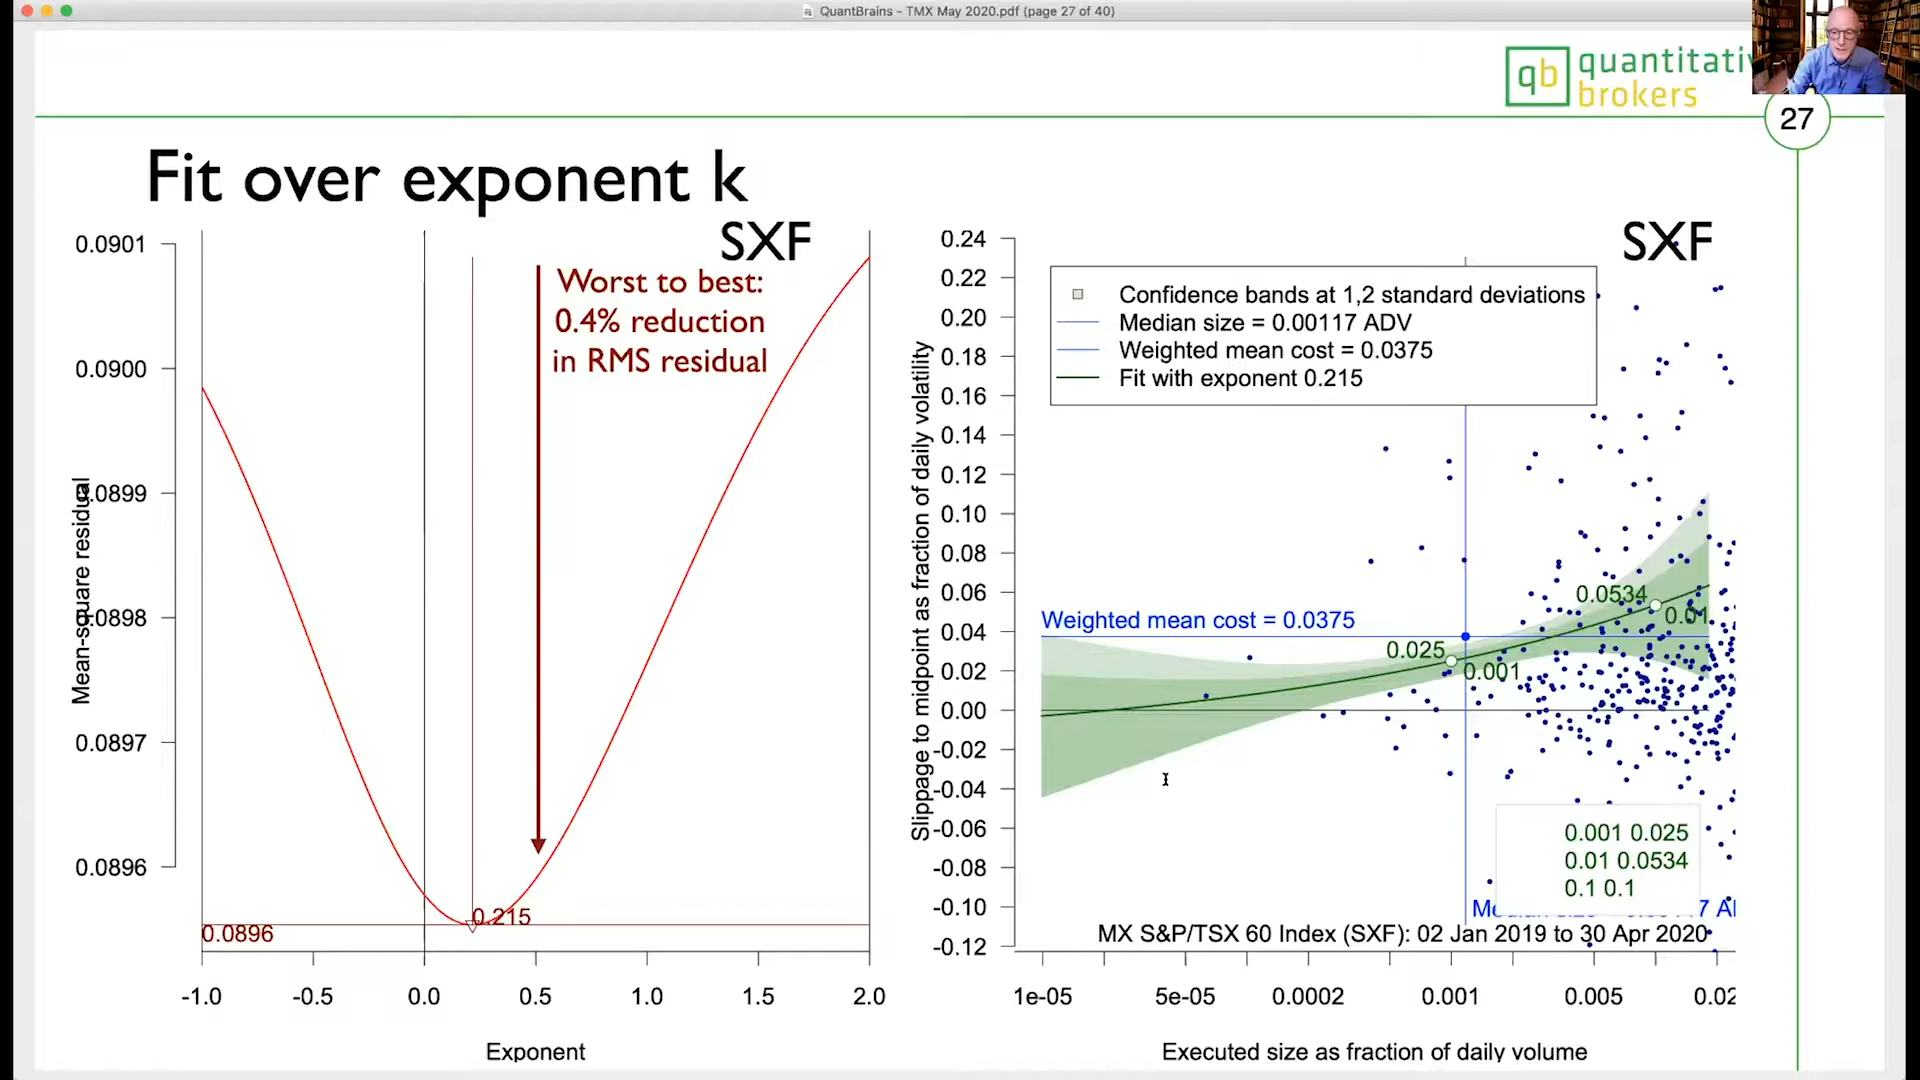 QuantBrains - TMX May 2020.pdf (page 27 of 40)
qb quantitati
brokers
27
Fit over exponent k
SXF
Worst to best:
0.4% reduction
in RMS residual
0.0901
0.0900
0.0899
0.0898
0.0897
0.0896
Mean-square residual
0.215
0.0896
-1.0 -0.5 0.0 0.5 1.0 1.5 2.0
Exponent
SXF
0.24
0.22
0.20
0.18
0.16
0.14
0.12
0.10
0.08
0.06
0.04
0.02
0.00
-0.02
-0.04
-0.06
-0.08
-0.10
-0.12
Slippage to midpoint as fraction of daily volatility
Confidence bands at 1,2 standard deviations
Median size = 0.00117 ADV
Weighted mean cost = 0.0375
Fit with exponent 0.215
Weighted mean cost = 0.0375
0.0534
0.01
0.025
0.001
0.001 0.025
0.01 0.0534
0.1 0.1
MX S&P/TSX 60 Index (SXF): 02 Jan 2019 to 30 Apr 2020
1e-05 5e-05 0.0002 0.001 0.005 0.02
Executed size as fraction of daily volume